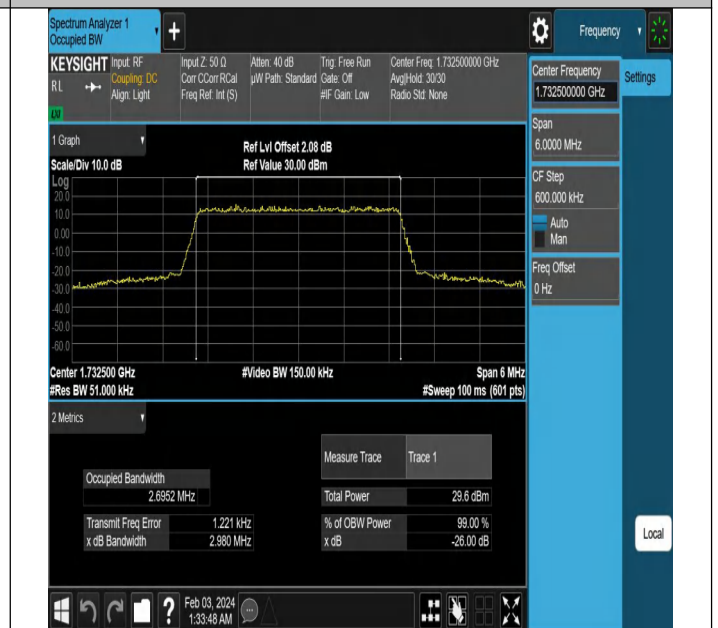 Spectrum Analyzer 1
Occupied BW
Frequency
KEYSIGHT
Input: RF
Input Z: 50 Ω
Atten: 40 dB
Trig: Free Run
Center Freq: 1.732500000 GHz
RL
Coupling: DC
Corr CCorr RCal
µW Path: Standard
Gate: Off
Avg|Hold: 30/30
Align: Light
Freq Ref: Int (S)
#IF Gain: Low
Radio Std: None
Center Frequency
1.732500000 GHz
Settings
Span
6.0000 MHz
CF Step
600.000 kHz
Auto
Man
Freq Offset
0 Hz
Local
1 Graph
Ref Lvl Offset 2.08 dB
Scale/Div 10.0 dB
Ref Value 30.00 dBm
Log
20.0
10.0
0.00
-10.0
-20.0
-30.0
-40.0
-50.0
-60.0
Center 1.732500 GHz
#Video BW 150.00 kHz
Span 6 MHz
#Res BW 51.000 kHz
#Sweep 100 ms (601 pts)
2 Metrics
Measure Trace
Trace 1
Occupied Bandwidth
2.6952 MHz
Total Power
29.6 dBm
Transmit Freq Error
1.221 kHz
% of OBW Power
99.00 %
x dB Bandwidth
2.980 MHz
x dB
-26.00 dB
?
Feb 03, 2024
1:33:48 AM